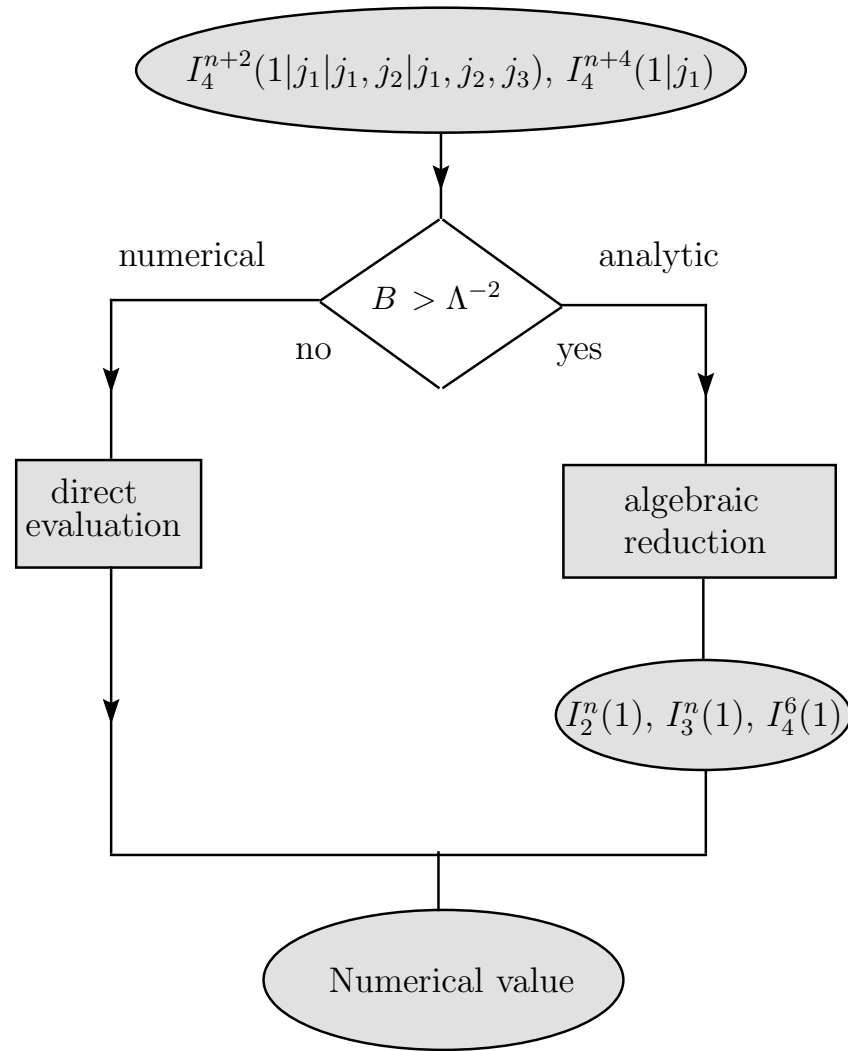 I_4^{n+2}(1|j_1|j_1, j_2|j_1, j_2, j_3), I_4^{n+4}(1|j_1)
numerical
analytic
B > Λ^{-2}
no
yes
direct
evaluation
algebraic
reduction
I_2^n(1), I_3^n(1), I_4^6(1)
Numerical value